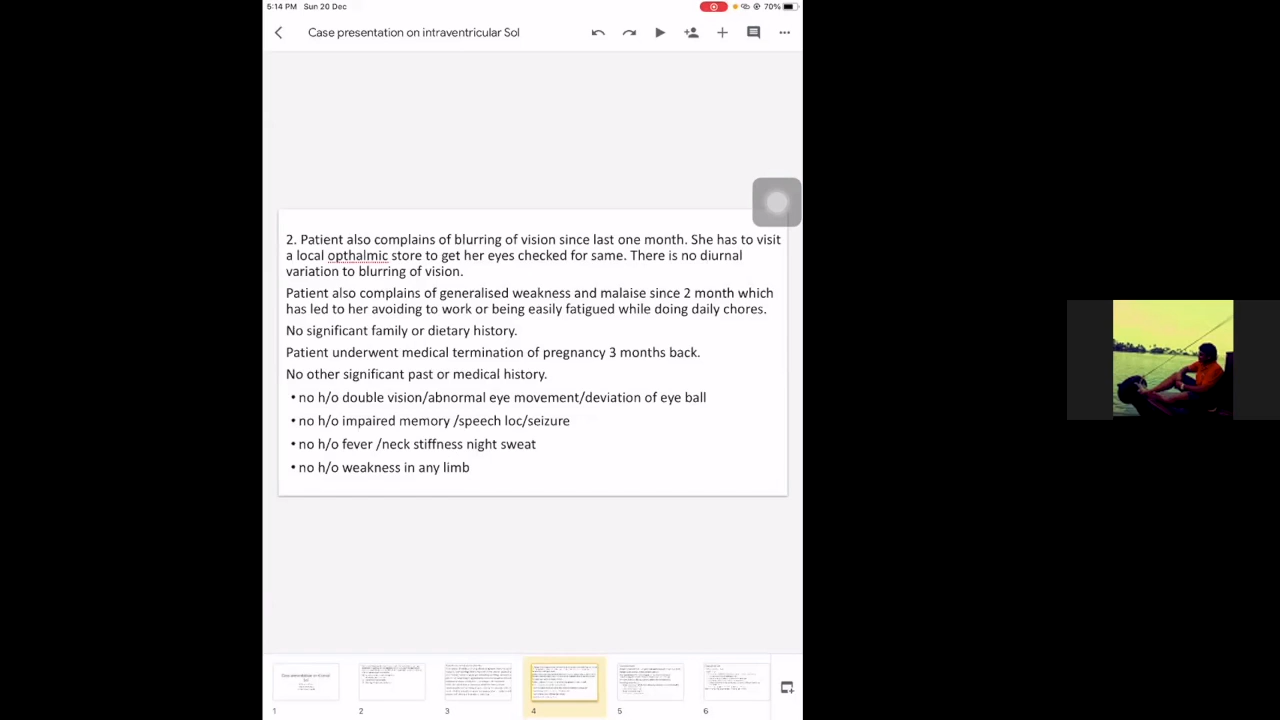 5:14 PM Sun 20 Dec
70%
Case presentation on intraventricular Sol
2. Patient also complains of blurring of vision since last one month. She has to visit
a local opthalmic store to get her eyes checked for same. There is no diurnal
variation to blurring of vision.
Patient also complains of generalised weakness and malaise since 2 month which
has led to her avoiding to work or being easily fatigued while doing daily chores.
No significant family or dietary history.
Patient underwent medical termination of pregnancy 3 months back.
No other significant past or medical history.
• no h/o double vision/abnormal eye movement/deviation of eye ball
• no h/o impaired memory /speech loc/seizure
• no h/o fever /neck stiffness night sweat
• no h/o weakness in any limb
1 2 3 4 5 6